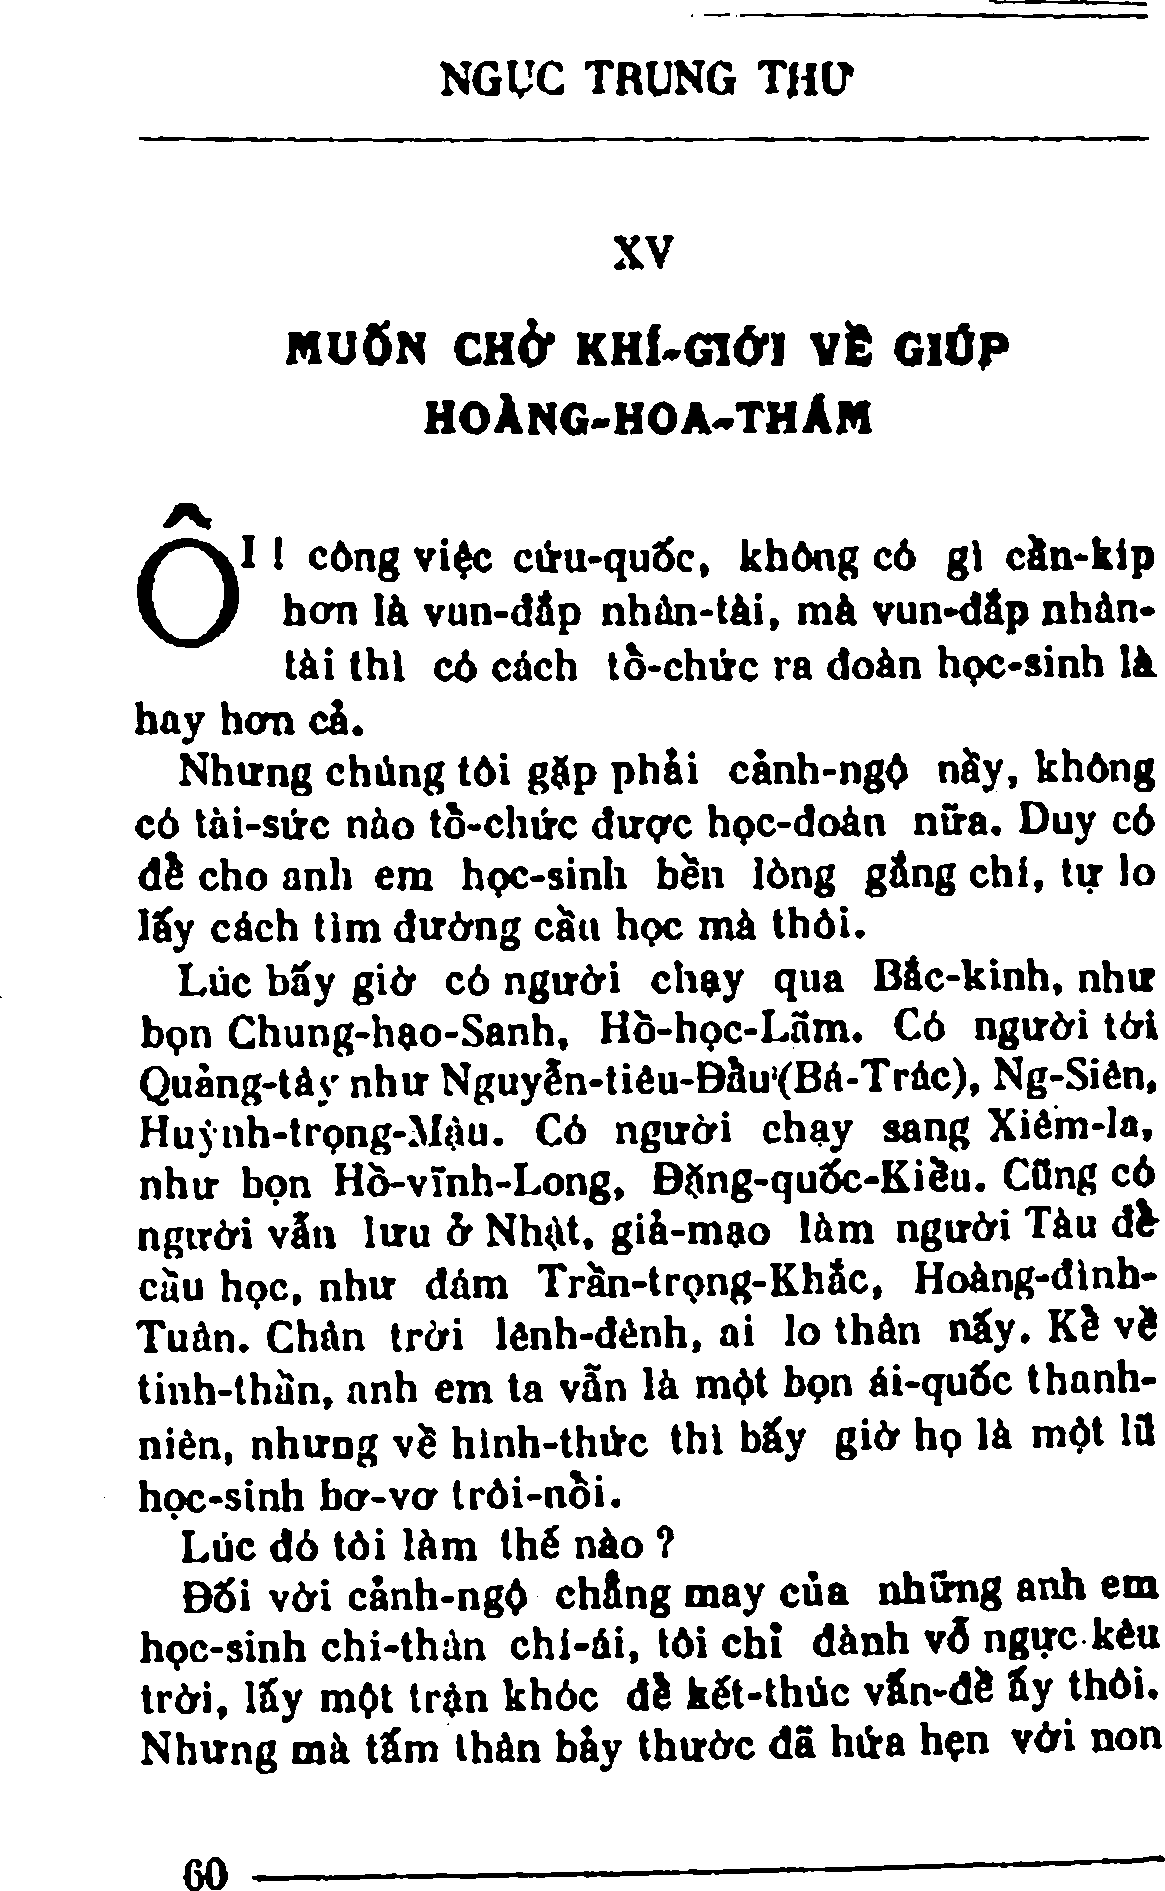 NGỤC TRUNG THƯ
XV
MUỐN CHỞ KHÍ-GIỚI VỀ GIÚP
HOÀNG-HOA-THÁM
ÔI ! công việc cứu-quốc, không có gì cần-kíp
hơn là vun-đắp nhân-tài, mà vun-đắp nhân-
tài thì có cách tổ-chức ra đoàn học-sinh là
hay hơn cả.
Nhưng chúng tôi gặp phải cảnh-ngộ nầy, không
có tài-sức nào tổ-chức được học-đoàn nữa. Duy có
để cho anh em học-sinh bền lòng gắng chí, tự lo
lấy cách tìm đường cầu học mà thôi.
Lúc bấy giờ có người chạy qua Bắc-kinh, như
bọn Chung-hạo-Sanh, Hồ-học-Lãm. Có người tới
Quảng-tây như Nguyễn-tiêu-Đẩu (Bá-Trác), Ng-Siên,
Huỳnh-trọng-Mậu. Có người chạy sang Xiêm-la,
như bọn Hồ-vĩnh-Long, Đặng-quốc-Kiều. Cũng có
người vẫn lưu ở Nhật, giả-mạo làm người Tàu để
cầu học, như đám Trần-trọng-Khắc, Hoàng-đình-
Tuân. Chân trời lênh-đênh, ai lo thân nấy. Kể về
tinh-thần, anh em ta vẫn là một bọn ái-quốc thanh-
niên, nhưng về hình-thức thì bấy giờ họ là một lũ
học-sinh bơ-vơ trôi-nổi.
Lúc đó tôi làm thế nào ?
Đối với cảnh-ngộ chẳng may của những anh em
học-sinh chí-thân chí-ái, tôi chỉ đành vỗ ngực kêu
trời, lấy một trận khóc để kết-thúc vấn-đề ấy thôi.
Nhưng mà tấm thân bảy thước đã hứa hẹn với non
60